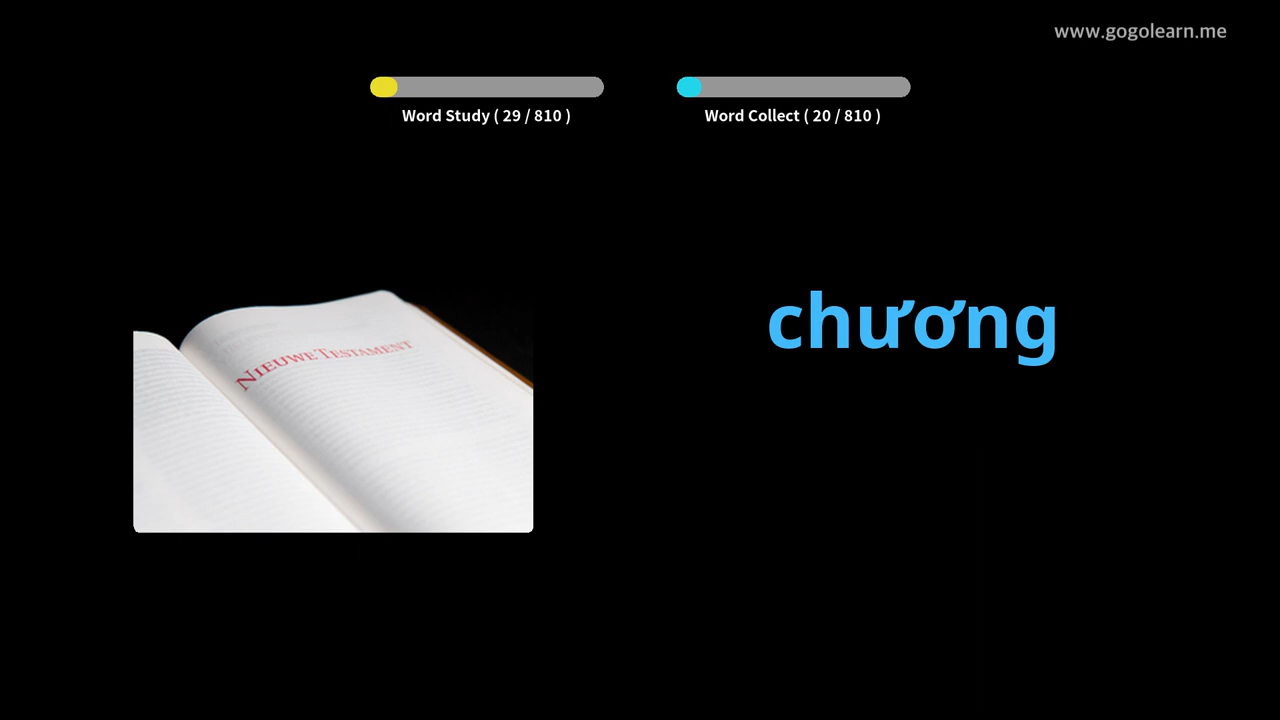 www.gogolearn.me
Word Study ( 29 / 810 )
Word Collect ( 20 / 810 )
NIEUWE TESTAMENT
chương